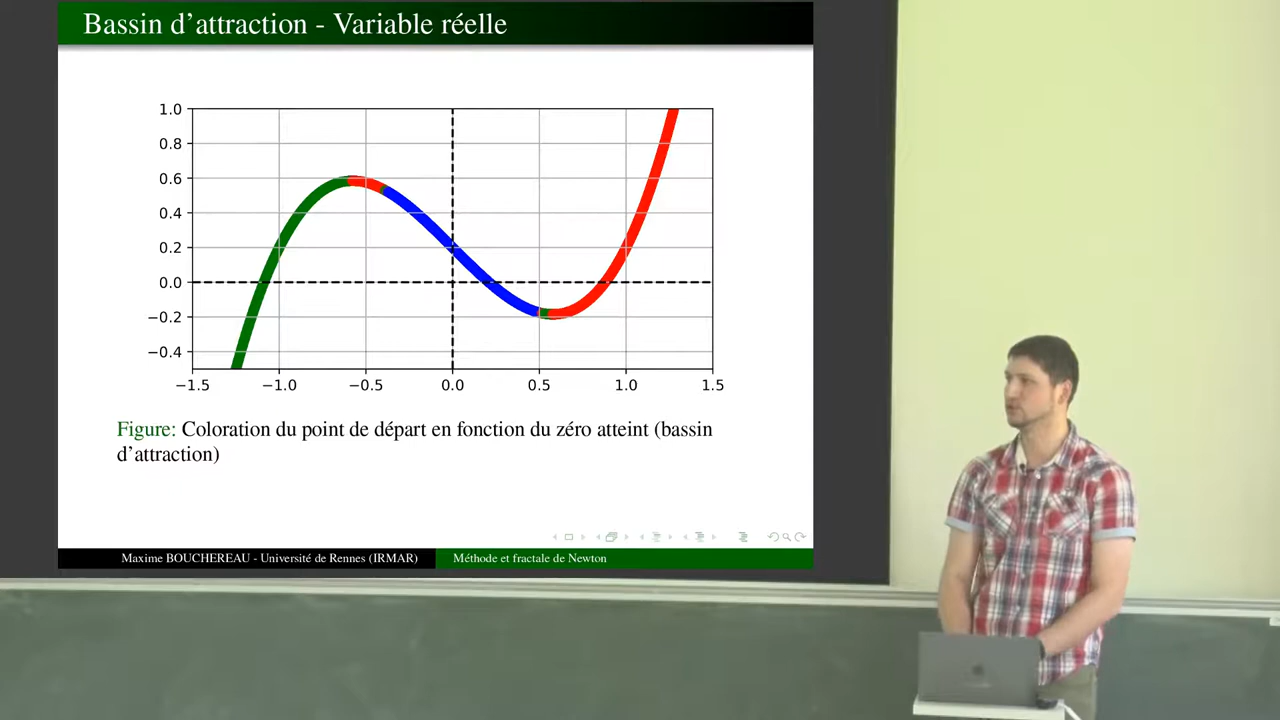 Bassin d'attraction - Variable réelle
1.0
0.8
0.6
0.4
0.2
0.0
−0.2
−0.4
−1.5 −1.0 −0.5 0.0 0.5 1.0 1.5
Figure: Coloration du point de départ en fonction du zéro atteint (bassin
d'attraction)
Maxime BOUCHEREAU - Université de Rennes (IRMAR) Méthode et fractale de Newton